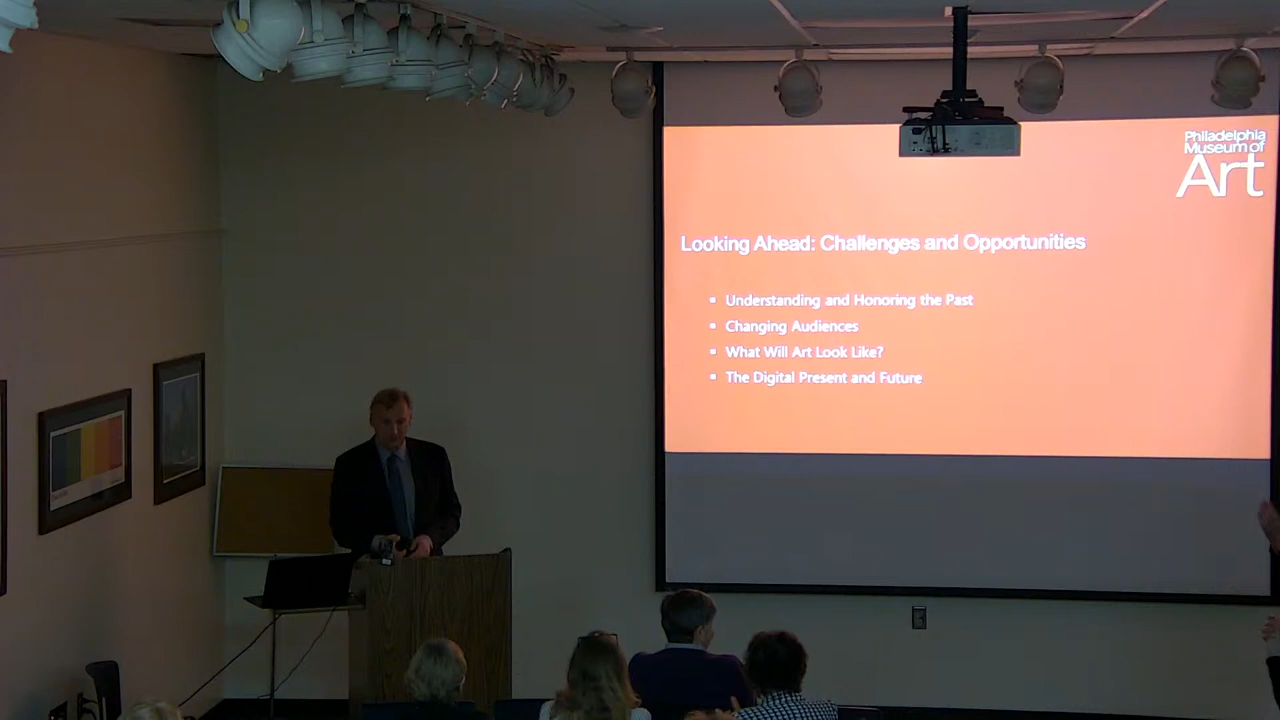 Philadelphia
Museum of
Art
Looking Ahead: Challenges and Opportunities
▪ Understanding and Honoring the Past
▪ Changing Audiences
▪ What Will Art Look Like?
▪ The Digital Present and Future